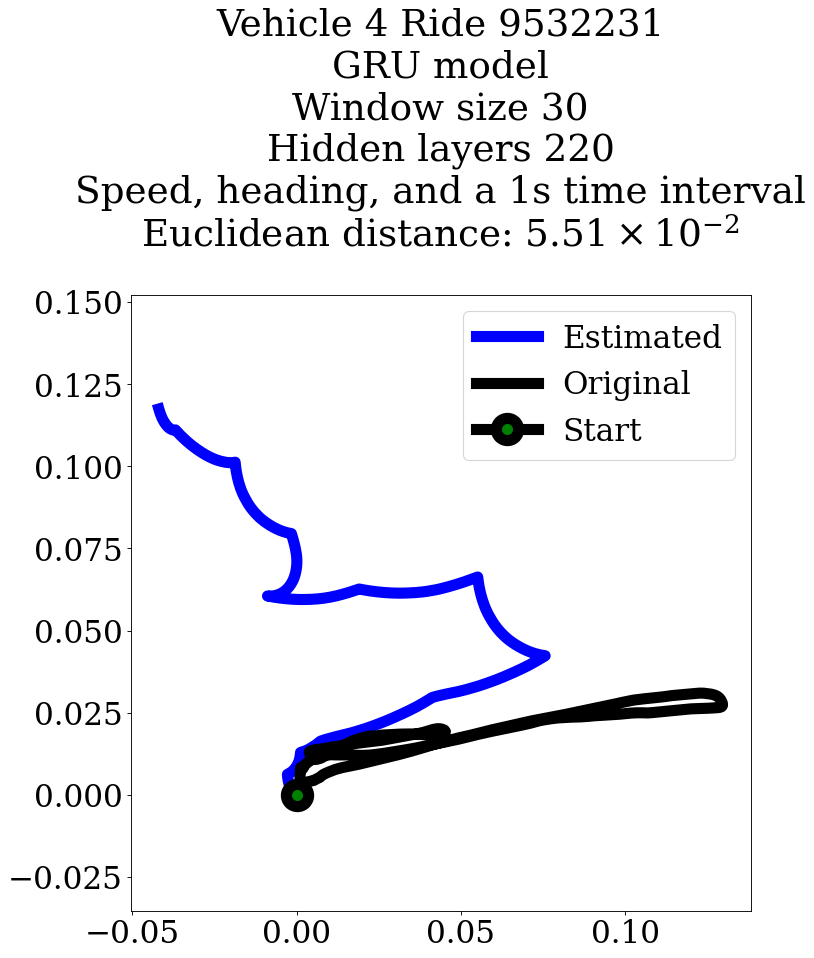 Vehicle 4 Ride 9532231
GRU model
Window size 30
Hidden layers 220
Speed, heading, and a 1s time interval
Euclidean distance: 5.51 × 10⁻²
0.150
0.125
0.100
0.075
0.050
0.025
0.000
−0.025
Estimated
Original
Start
−0.05
0.00
0.05
0.10